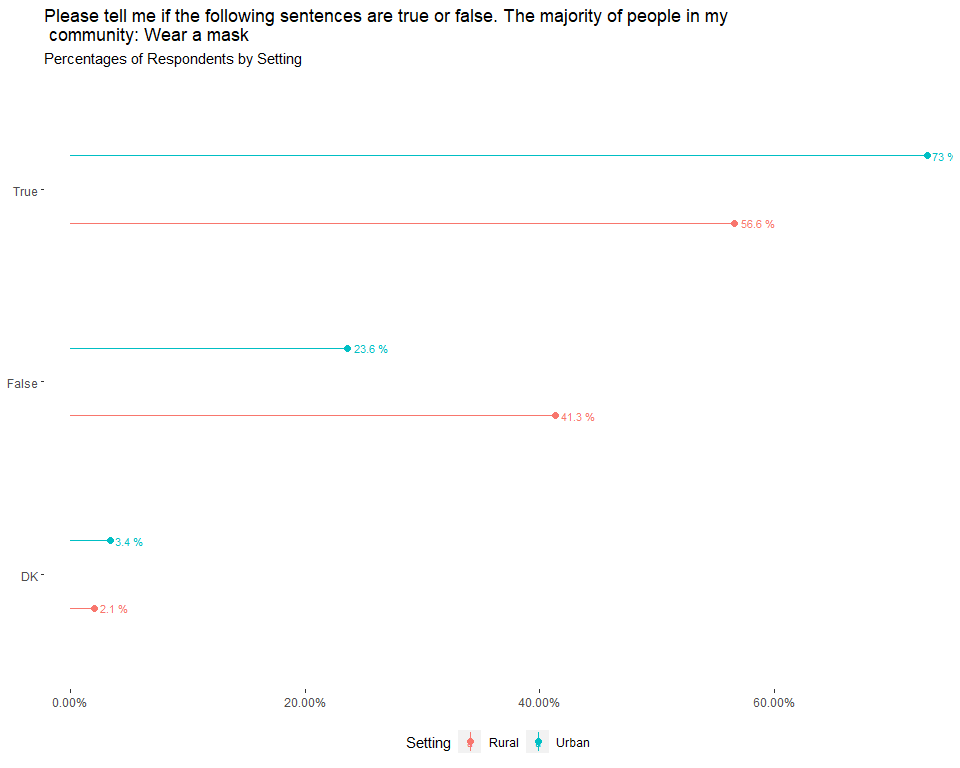 Please tell me if the following sentences are true or false. The majority of people in my
community: Wear a mask
Percentages of Respondents by Setting
73 %
True
56.6 %
23.6 %
False
41.3 %
3.4 %
DK
2.1 %
0.00% 20.00% 40.00% 60.00%
Setting Rural Urban